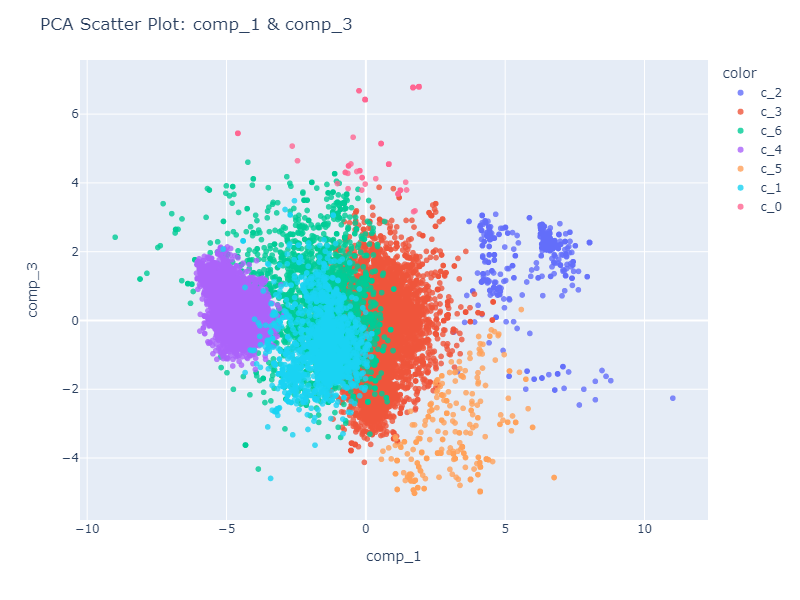 PCA Scatter Plot: comp_1 & comp_3
color
c_2
c_3
c_6
c_4
c_5
c_1
c_0
6
4
2
0
−2
−4
comp_3
−10
−5
0
5
10
comp_1